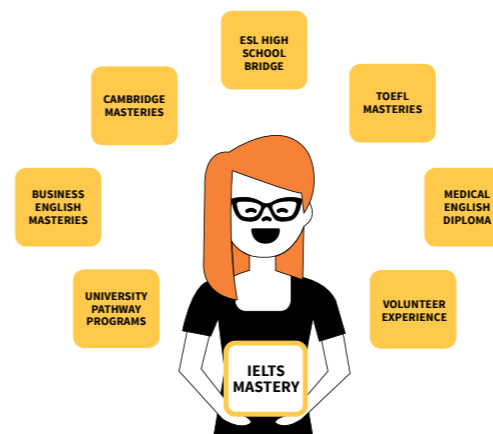 ESL HIGH
SCHOOL
BRIDGE
CAMBRIDGE
MASTERIES
TOEFL
MASTERIES
BUSINESS
ENGLISH
MASTERIES
MEDICAL
ENGLISH
DIPLOMA
UNIVERSITY
PATHWAY
PROGRAMS
VOLUNTEER
EXPERIENCE
IELTS
MASTERY